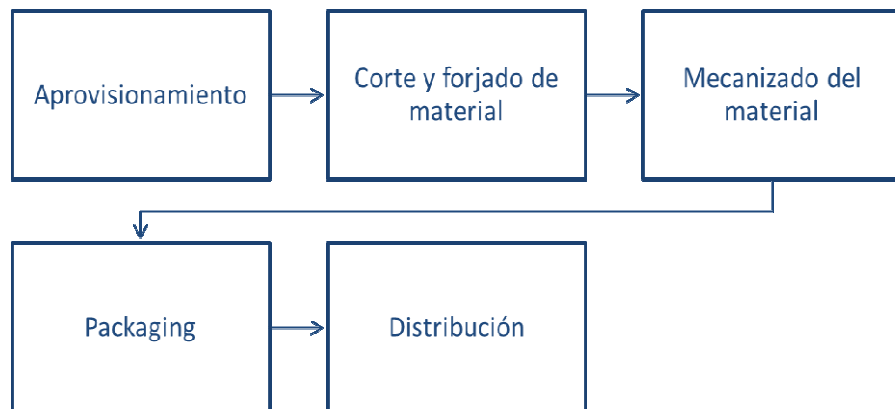 Aprovisionamiento
Corte y forjado de
material
Mecanizado del
material
Packaging
Distribución